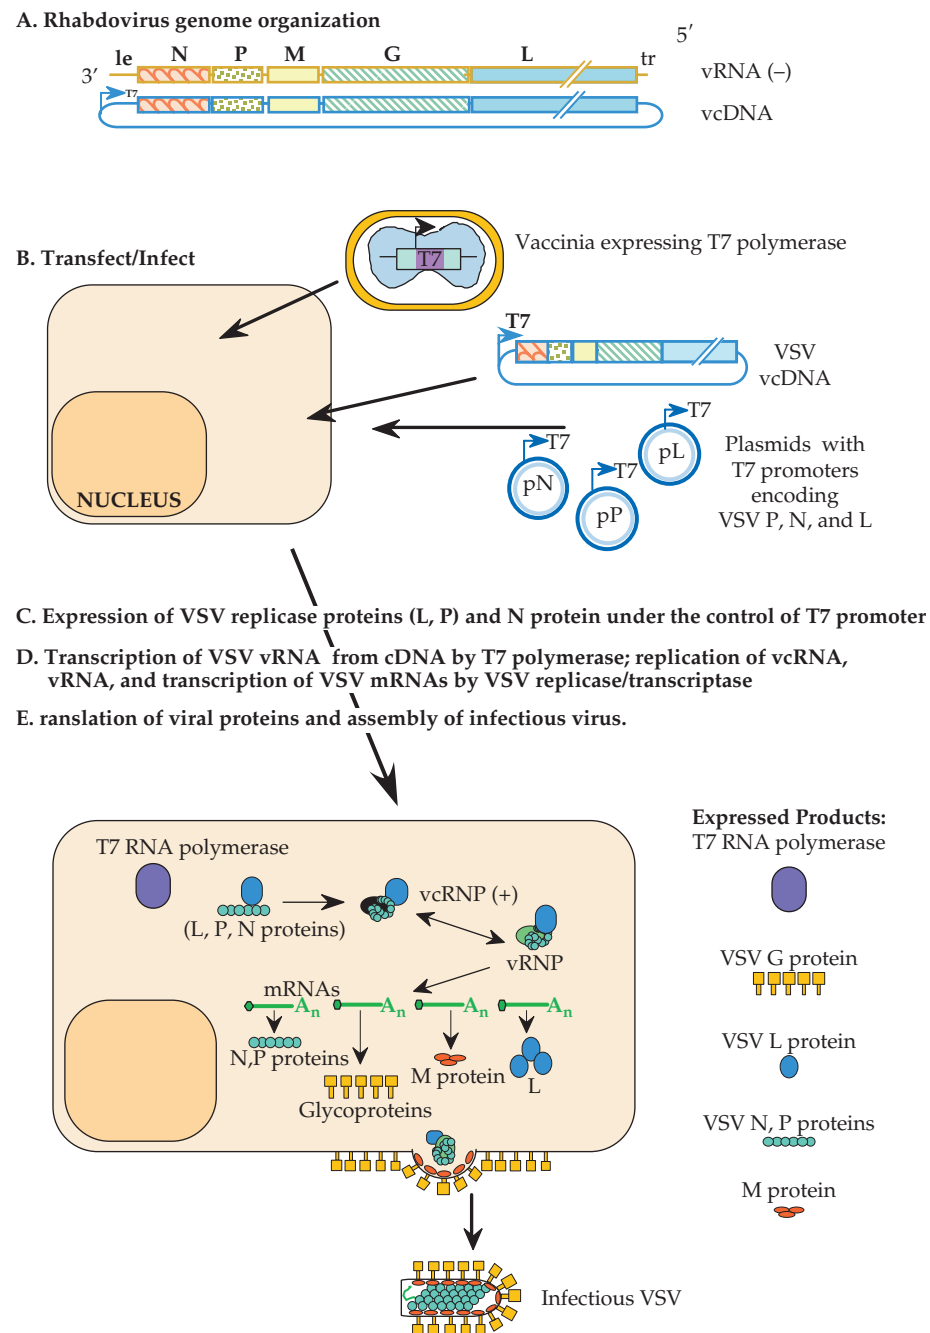 A. Rhabdovirus genome organization
5′
le N P M G L tr
3′
vRNA (–)
T7
vcDNA
Vaccinia expressing T7 polymerase
B. Transfect/Infect
T7
T7
VSV
vcDNA
T7
T7
T7
pL
pN
pP
Plasmids with
T7 promoters
encoding
VSV P, N, and L
NUCLEUS
C. Expression of VSV replicase proteins (L, P) and N protein under the control of T7 promoter
D. Transcription of VSV vRNA from cDNA by T7 polymerase; replication of vcRNA,
vRNA, and transcription of VSV mRNAs by VSV replicase/transcriptase
E. ranslation of viral proteins and assembly of infectious virus.
T7 RNA polymerase
vcRNP (+)
(L, P, N proteins)
vRNP
mRNAs
An An An An
N,P proteins
M protein
L
Glycoproteins
Expressed Products:
T7 RNA polymerase
VSV G protein
VSV L protein
VSV N, P proteins
M protein
Infectious VSV